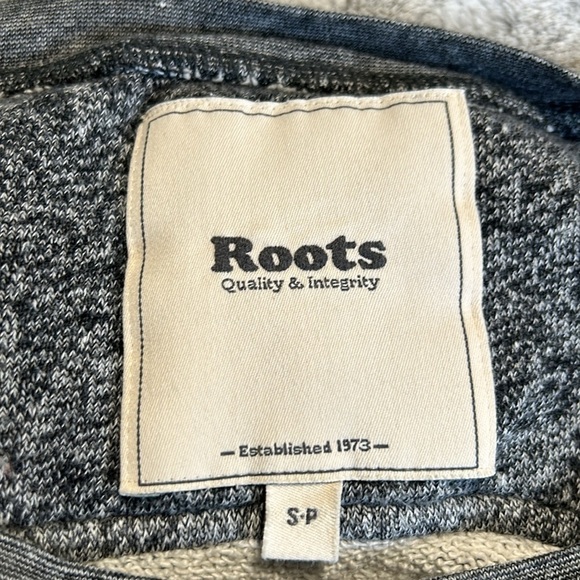 Roots
Quality & Integrity
— Established 1973 —
S·P